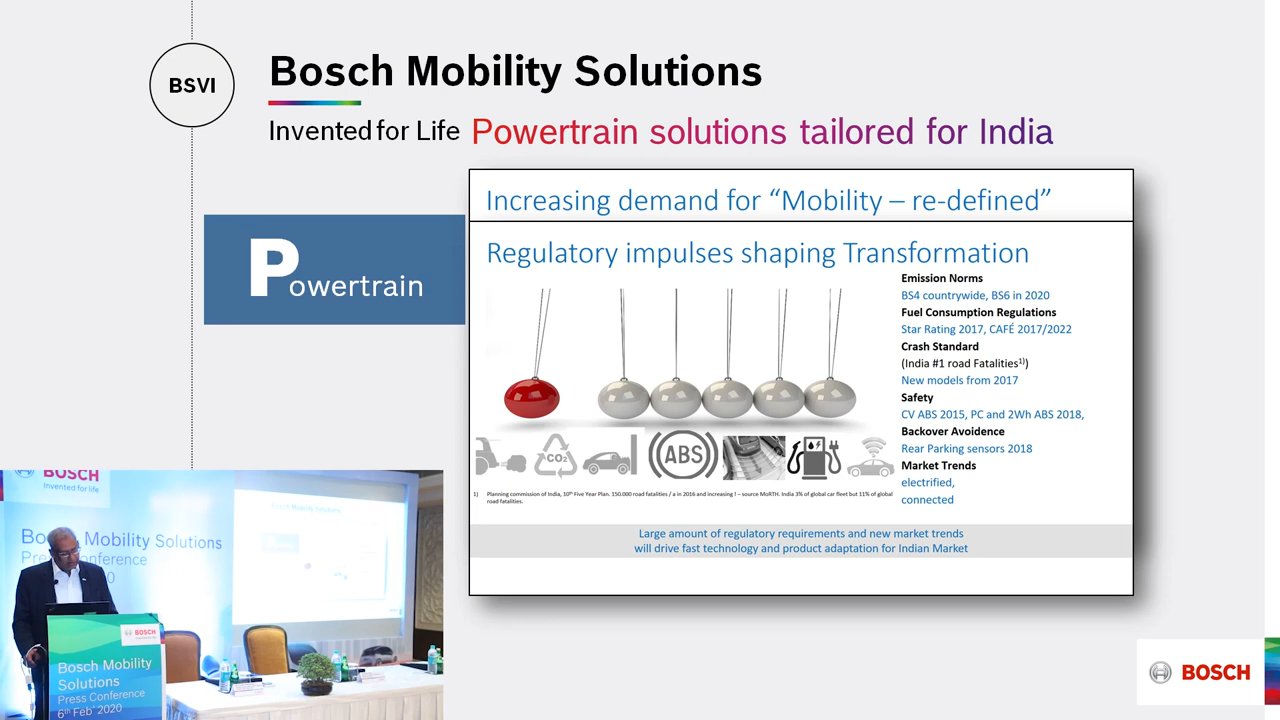 BSVI
Bosch Mobility Solutions
Invented for Life Powertrain solutions tailored for India
Powertrain
Increasing demand for “Mobility – re-defined”
Regulatory impulses shaping Transformation
Emission Norms
BS4 countrywide, BS6 in 2020
Fuel Consumption Regulations
Star Rating 2017, CAFÉ 2017/2022
Crash Standard
(India #1 road Fatalities1))
New models from 2017
Safety
CV ABS 2015, PC and 2Wh ABS 2018,
Backover Avoidence
Rear Parking sensors 2018
Market Trends
electrified,
connected
CO2
ABS
1) Planning commission of India, 10th Five Year Plan. 150.000 road fatalities / a in 2016 and increasing ! – source MoRTH. India 3% of global car fleet but 11% of global
road fatalities.
Large amount of regulatory requirements and new market trends
will drive fast technology and product adaptation for Indian Market
BOSCH
Invented for life
Mobility Solutions
BOSCH
Bosch Mobility
Solutions
Press Conference
6th Feb' 2020
BOSCH